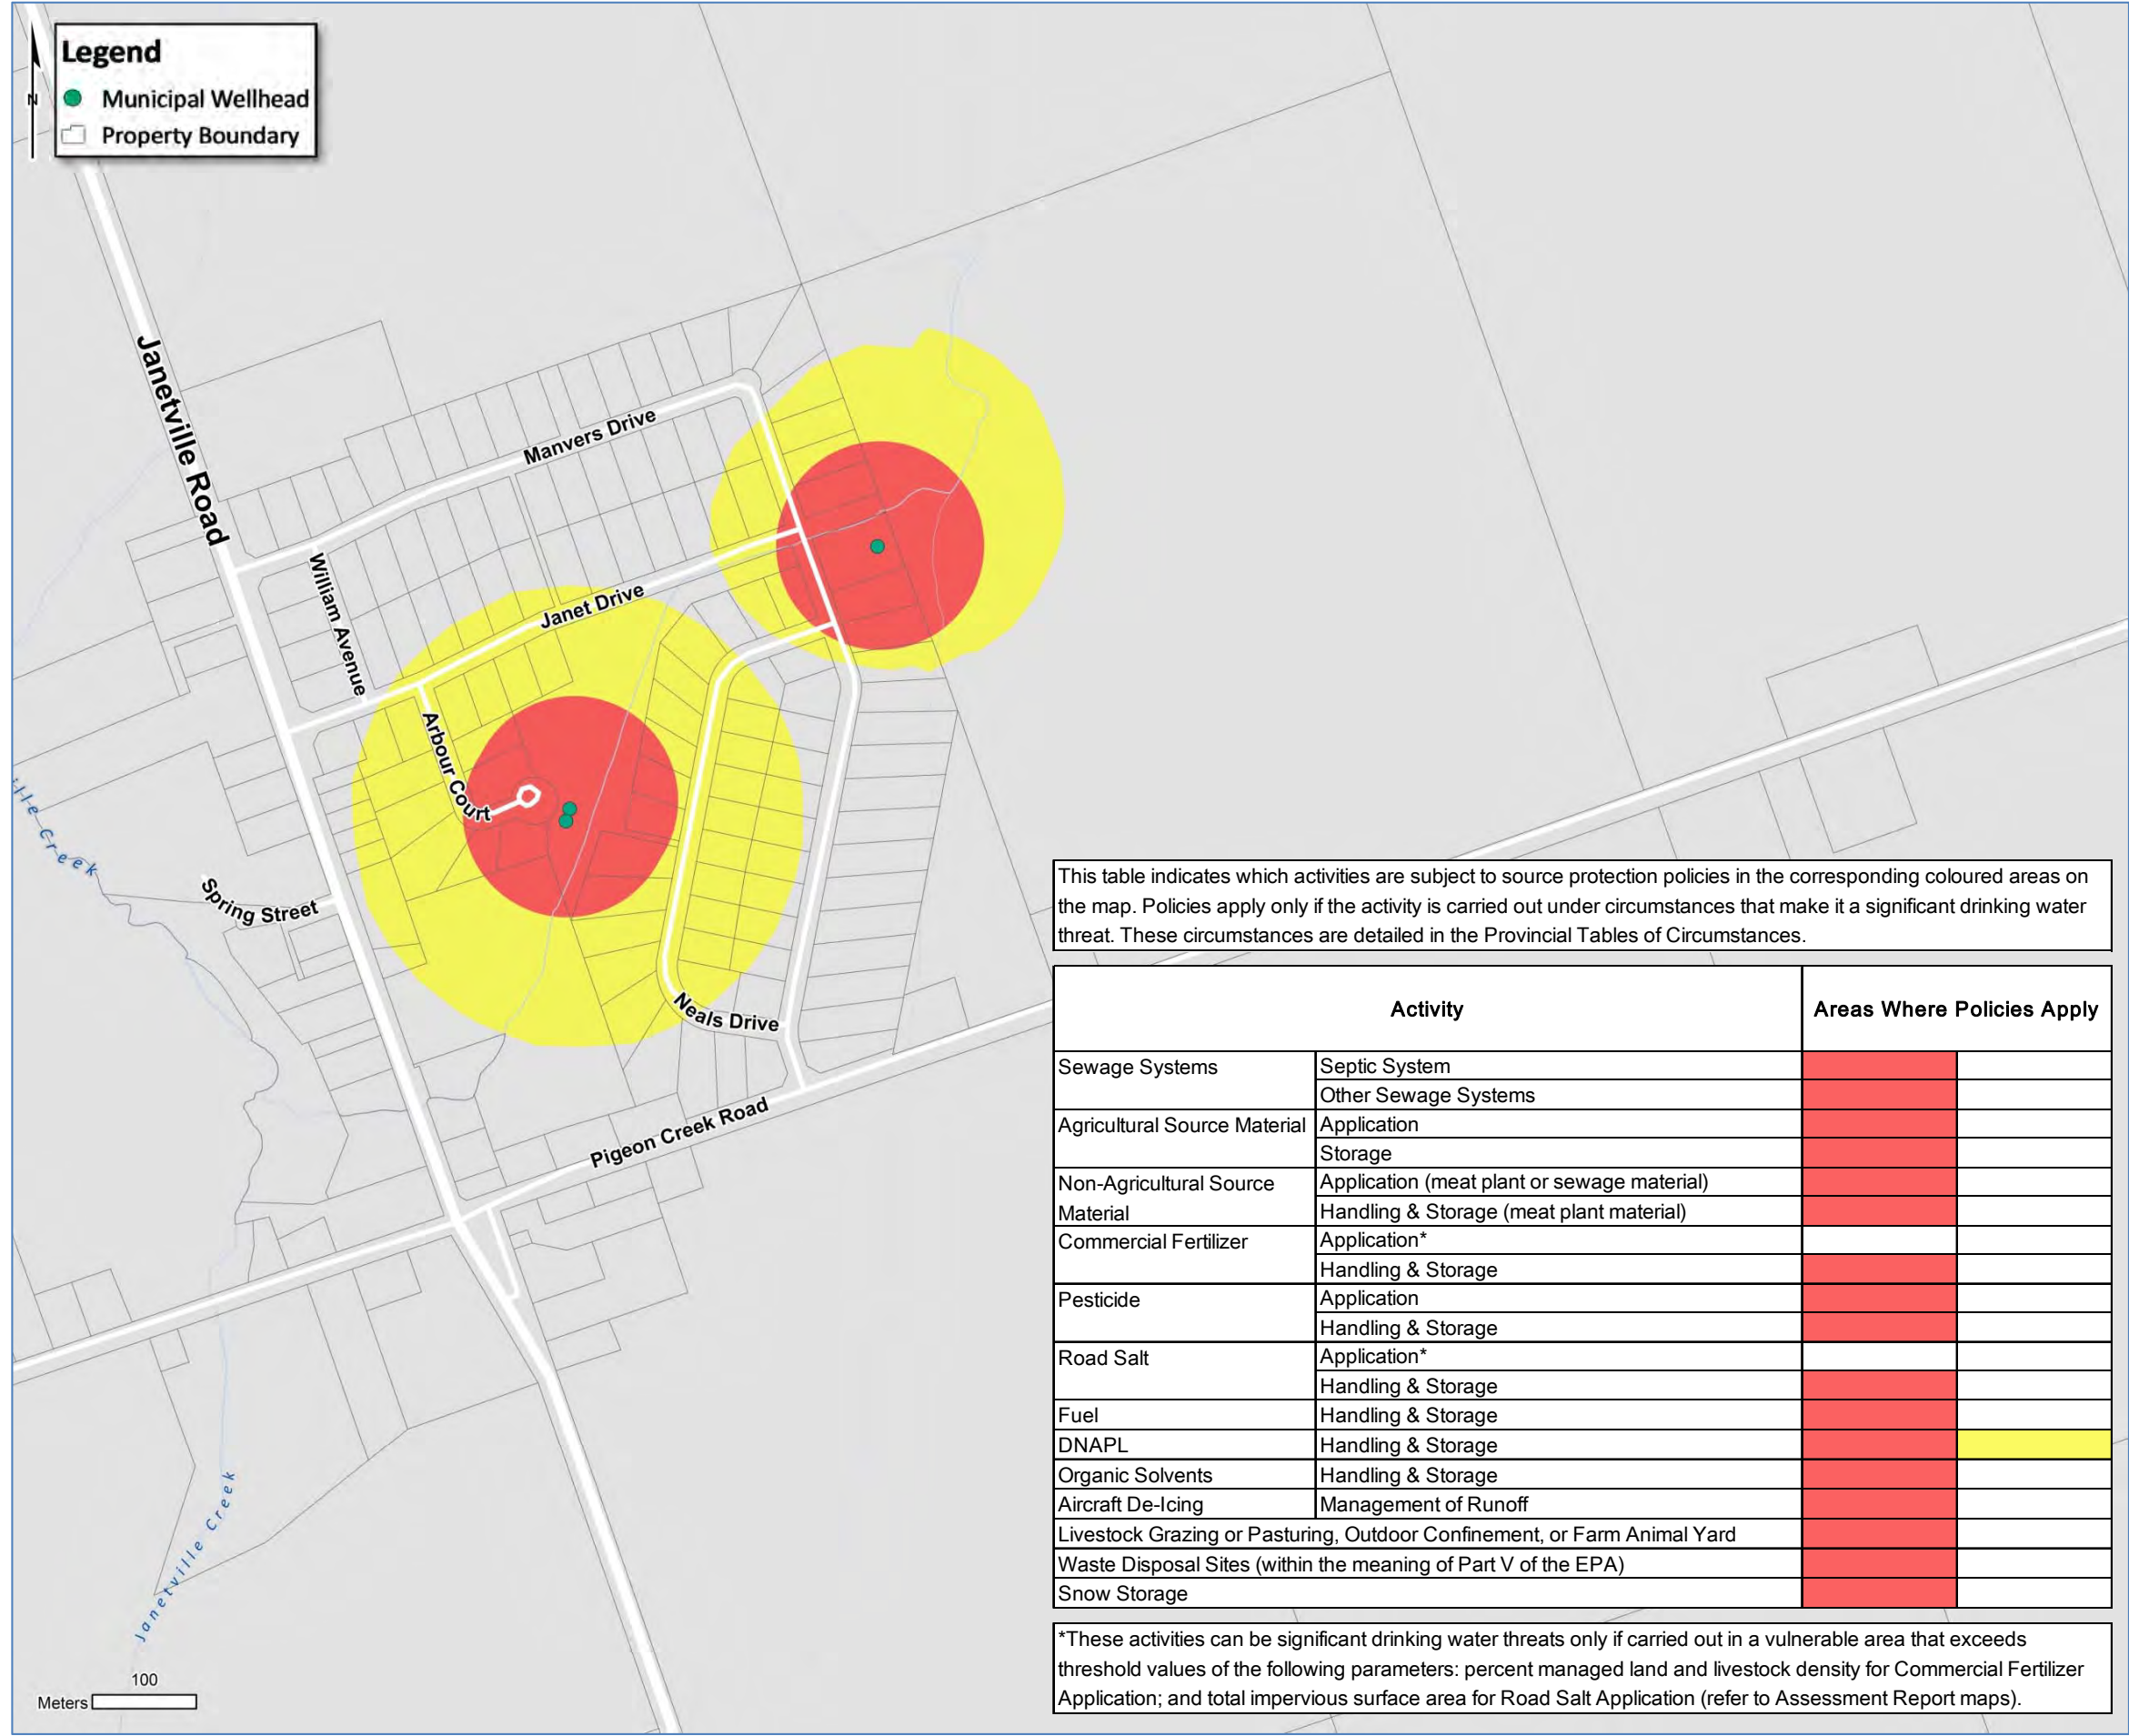 Legend
N
Municipal Wellhead
Property Boundary
Janetville Road
Manvers Drive
William Avenue
Janet Drive
Arbour Court
Creek
Spring Street
Neals Drive
Pigeon Creek Road
Janetville Creek
100
Meters
This table indicates which activities are subject to source protection policies in the corresponding coloured areas on
the map. Policies apply only if the activity is carried out under circumstances that make it a significant drinking water
threat. These circumstances are detailed in the Provincial Tables of Circumstances.
Activity Areas Where Policies Apply
Sewage Systems Septic System
Other Sewage Systems
Agricultural Source Material Application
Storage
Non-Agricultural Source Application (meat plant or sewage material)
Material Handling & Storage (meat plant material)
Commercial Fertilizer Application*
Handling & Storage
Pesticide Application
Handling & Storage
Road Salt Application*
Handling & Storage
Fuel Handling & Storage
DNAPL Handling & Storage
Organic Solvents Handling & Storage
Aircraft De-Icing Management of Runoff
Livestock Grazing or Pasturing, Outdoor Confinement, or Farm Animal Yard
Waste Disposal Sites (within the meaning of Part V of the EPA)
Snow Storage
*These activities can be significant drinking water threats only if carried out in a vulnerable area that exceeds
threshold values of the following parameters: percent managed land and livestock density for Commercial Fertilizer
Application; and total impervious surface area for Road Salt Application (refer to Assessment Report maps).